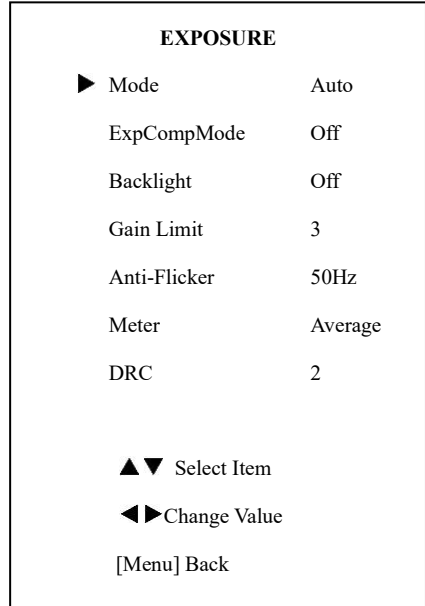 EXPOSURE
▶ Mode Auto
ExpCompMode Off
Backlight Off
Gain Limit 3
Anti-Flicker 50Hz
Meter Average
DRC 2
▲▼ Select Item
◀▶Change Value
[Menu] Back